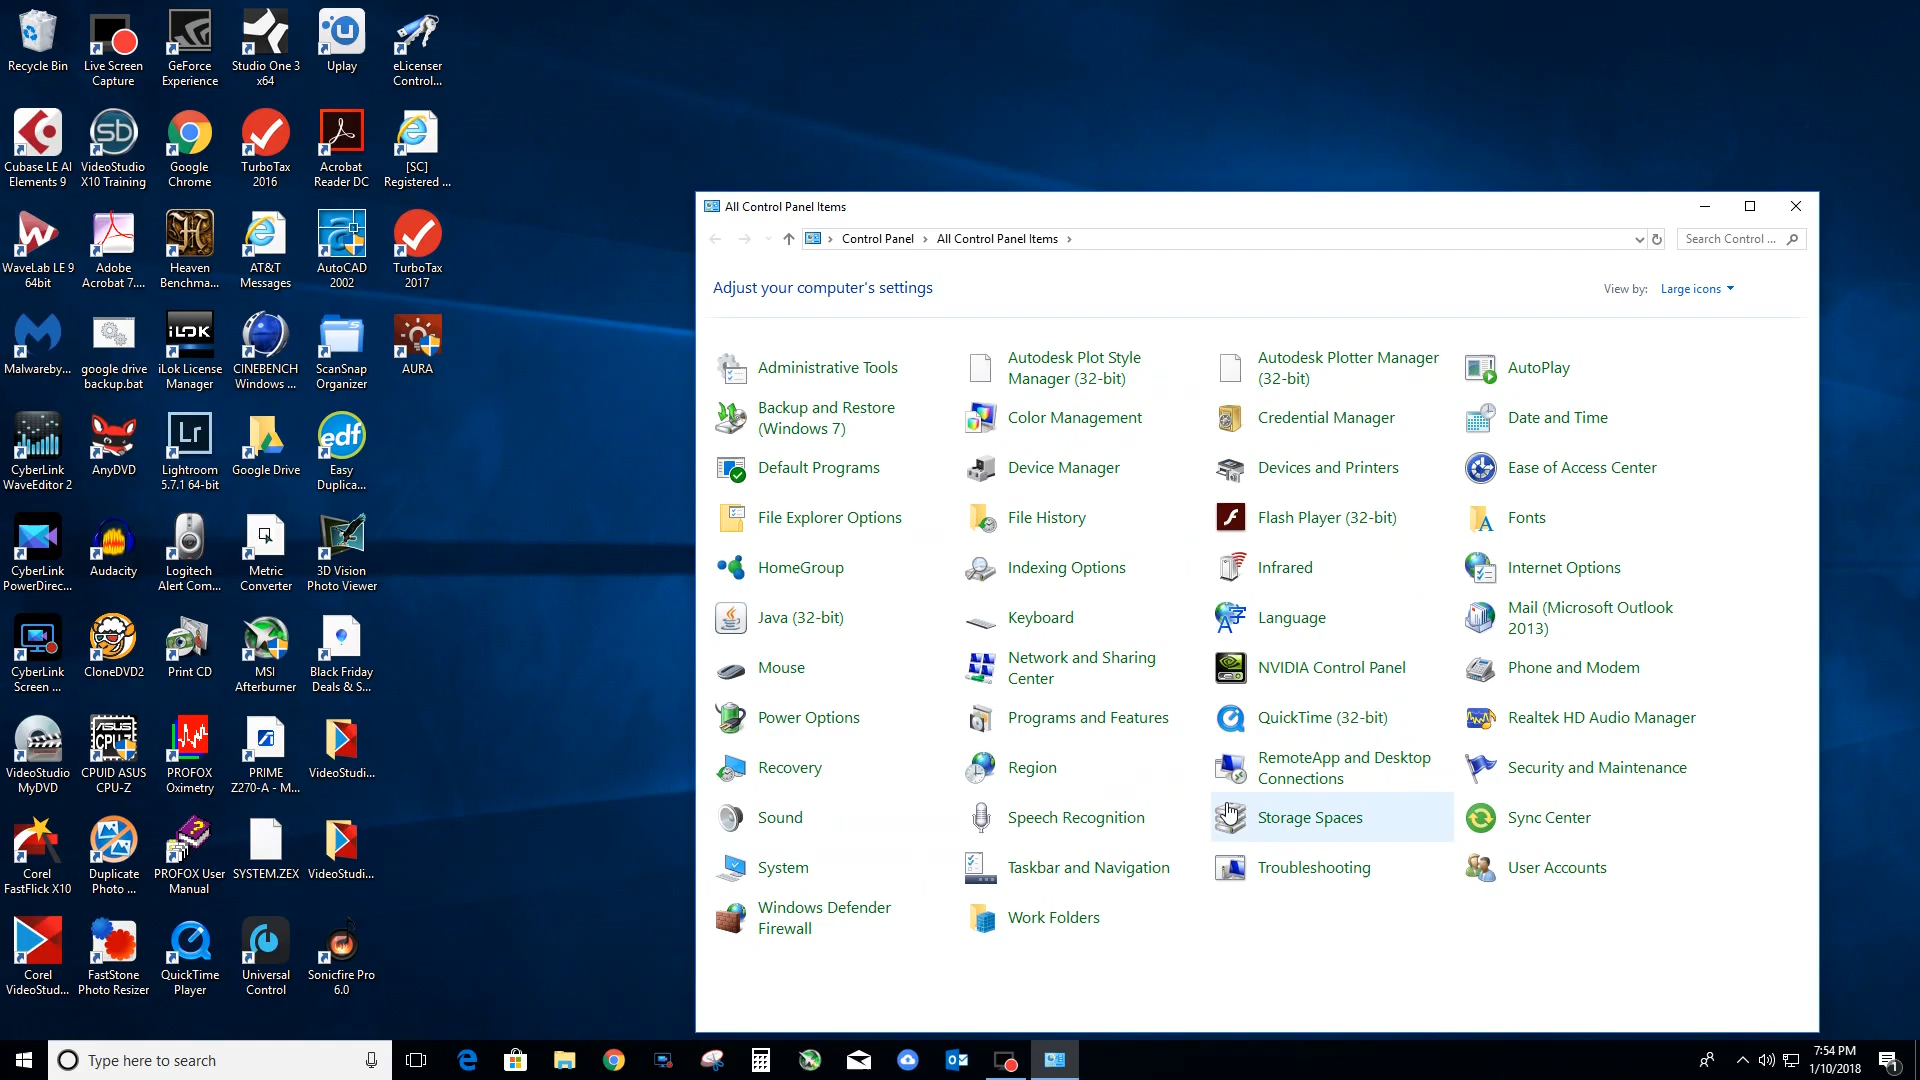 Recycle Bin
Live Screen
Capture
GeForce
Experience
Studio One 3
x64
Uplay
eLicenser
Control...
Cubase LE AI
Elements 9
VideoStudio
X10 Training
Google
Chrome
TurboTax
2016
Acrobat
Reader DC
[SC]
Registered ...
WaveLab LE 9
64bit
Adobe
Acrobat 7....
Heaven
Benchma...
AT&T
Messages
AutoCAD
2002
TurboTax
2017
Malwareby...
google drive
backup.bat
iLOK
iLok License
Manager
CINEBENCH
Windows ...
ScanSnap
Organizer
AURA
CyberLink
WaveEditor 2
AnyDVD
Lr
Lightroom
5.7.1 64-bit
Google Drive
edf
Easy
Duplica...
CyberLink
PowerDirec...
Audacity
Logitech
Alert Com...
Metric
Converter
3D Vision
Photo Viewer
CyberLink
Screen ...
CloneDVD2
Print CD
MSI
Afterburner
Black Friday
Deals & S...
VideoStudio
MyDVD
ASUS
CPU-Z
CPUID ASUS
CPU-Z
PROFOX
Oximetry
PRIME
Z270-A - M...
VideoStudi...
Corel
FastFlick X10
Duplicate
Photo ...
PROFOX User
Manual
SYSTEM.ZEX
VideoStudi...
Corel
VideoStud...
FastStone
Photo Resizer
QuickTime
Player
Universal
Control
Sonicfire Pro
6.0
All Control Panel Items
Control Panel
All Control Panel Items
Search Control ...
Adjust your computer's settings
View by:
Large icons
Administrative Tools
Autodesk Plot Style
Manager (32-bit)
Autodesk Plotter Manager
(32-bit)
AutoPlay
Backup and Restore
(Windows 7)
Color Management
Credential Manager
Date and Time
Default Programs
Device Manager
Devices and Printers
Ease of Access Center
File Explorer Options
File History
Flash Player (32-bit)
Fonts
HomeGroup
Indexing Options
Infrared
Internet Options
Java (32-bit)
Keyboard
Language
Mail (Microsoft Outlook
2013)
Mouse
Network and Sharing
Center
NVIDIA Control Panel
Phone and Modem
Power Options
Programs and Features
QuickTime (32-bit)
Realtek HD Audio Manager
Recovery
Region
RemoteApp and Desktop
Connections
Security and Maintenance
Sound
Speech Recognition
Storage Spaces
Sync Center
System
Taskbar and Navigation
Troubleshooting
User Accounts
Windows Defender
Firewall
Work Folders
Type here to search
7:54 PM
1/10/2018
1